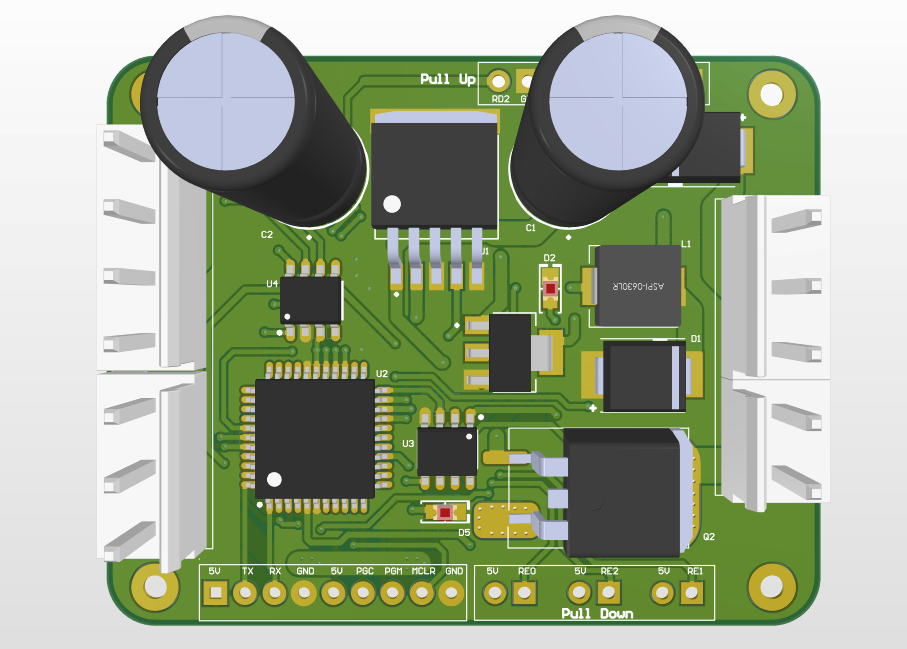 Pull Up
RD2 G
C2
C1
J1
L1
D2
U4
ASPI-0630LR
D1
U2
U3
D5
Q2
5V TX RX GND 5V PGC PGM MCLR GND
5V RE0 5V RE2 5V RE1
Pull Down